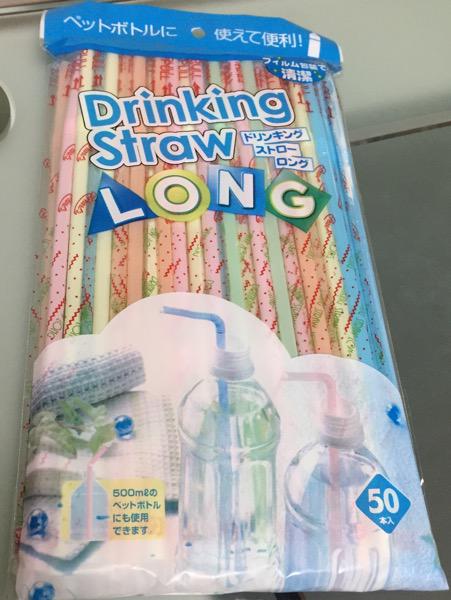 ペットボトルに 使えて便利!
フィルム包装で
清潔
Drinking
Straw
ドリンキング
ストロー
ロング
LONG
500mℓの
ペットボトル
にも使用
できます。
50
本入